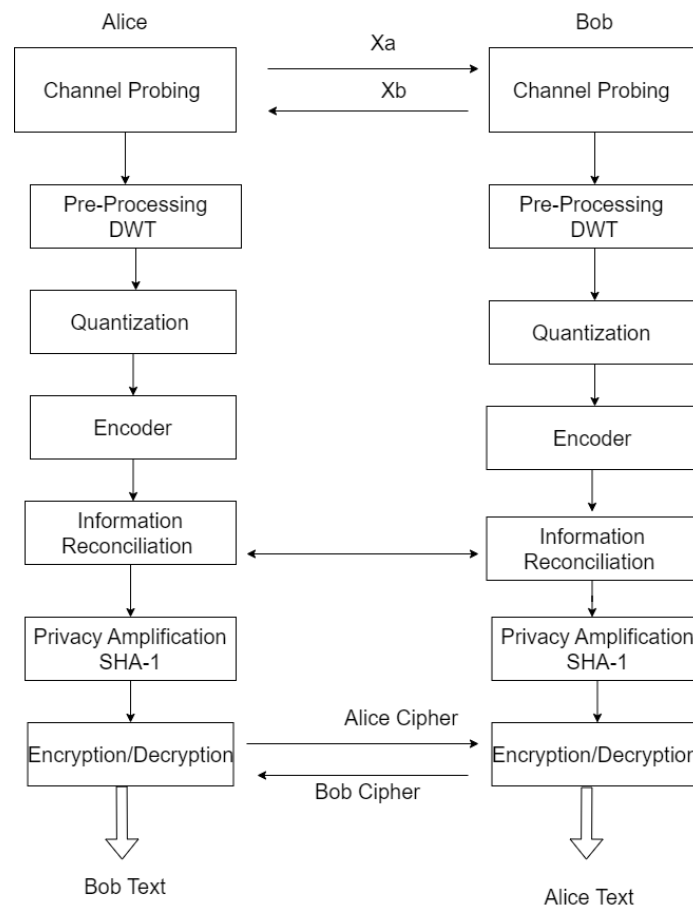 Alice
Bob
Xa
Xb
Channel Probing
Channel Probing
Pre-Processing
DWT
Pre-Processing
DWT
Quantization
Quantization
Encoder
Encoder
Information
Reconciliation
Information
Reconciliation
Privacy Amplification
SHA-1
Privacy Amplification
SHA-1
Alice Cipher
Encryption/Decryption
Encryption/Decryption
Bob Cipher
Bob Text
Alice Text